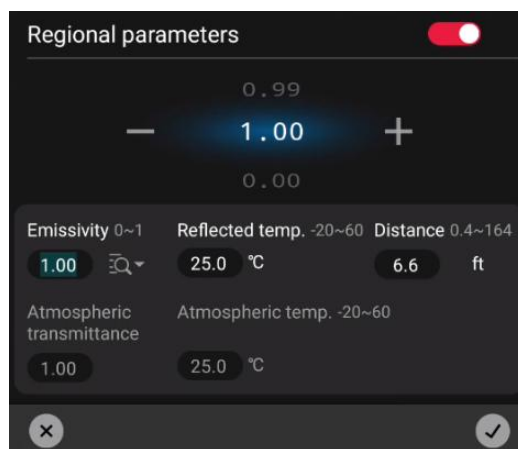 Regional parameters
0.99
— 1.00 +
0.00
Emissivity 0~1 Reflected temp. -20~60 Distance 0.4~164
1.00 25.0 ℃ 6.6 ft
Atmospheric transmittance Atmospheric temp. -20~60
1.00 25.0 ℃